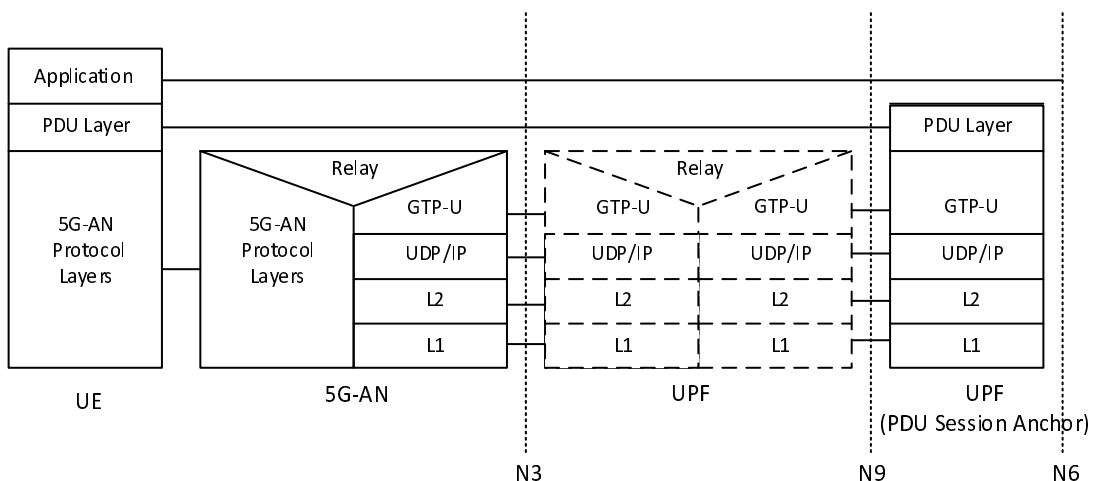 Application
PDU Layer
PDU Layer
Relay
Relay
GTP-U
GTP-U
GTP-U
GTP-U
5G-AN
Protocol
Layers
5G-AN
Protocol
Layers
UDP/IP
UDP/IP
UDP/IP
UDP/IP
L2
L2
L2
L2
L1
L1
L1
L1
UE
5G-AN
UPF
UPF
(PDU Session Anchor)
N3
N9
N6